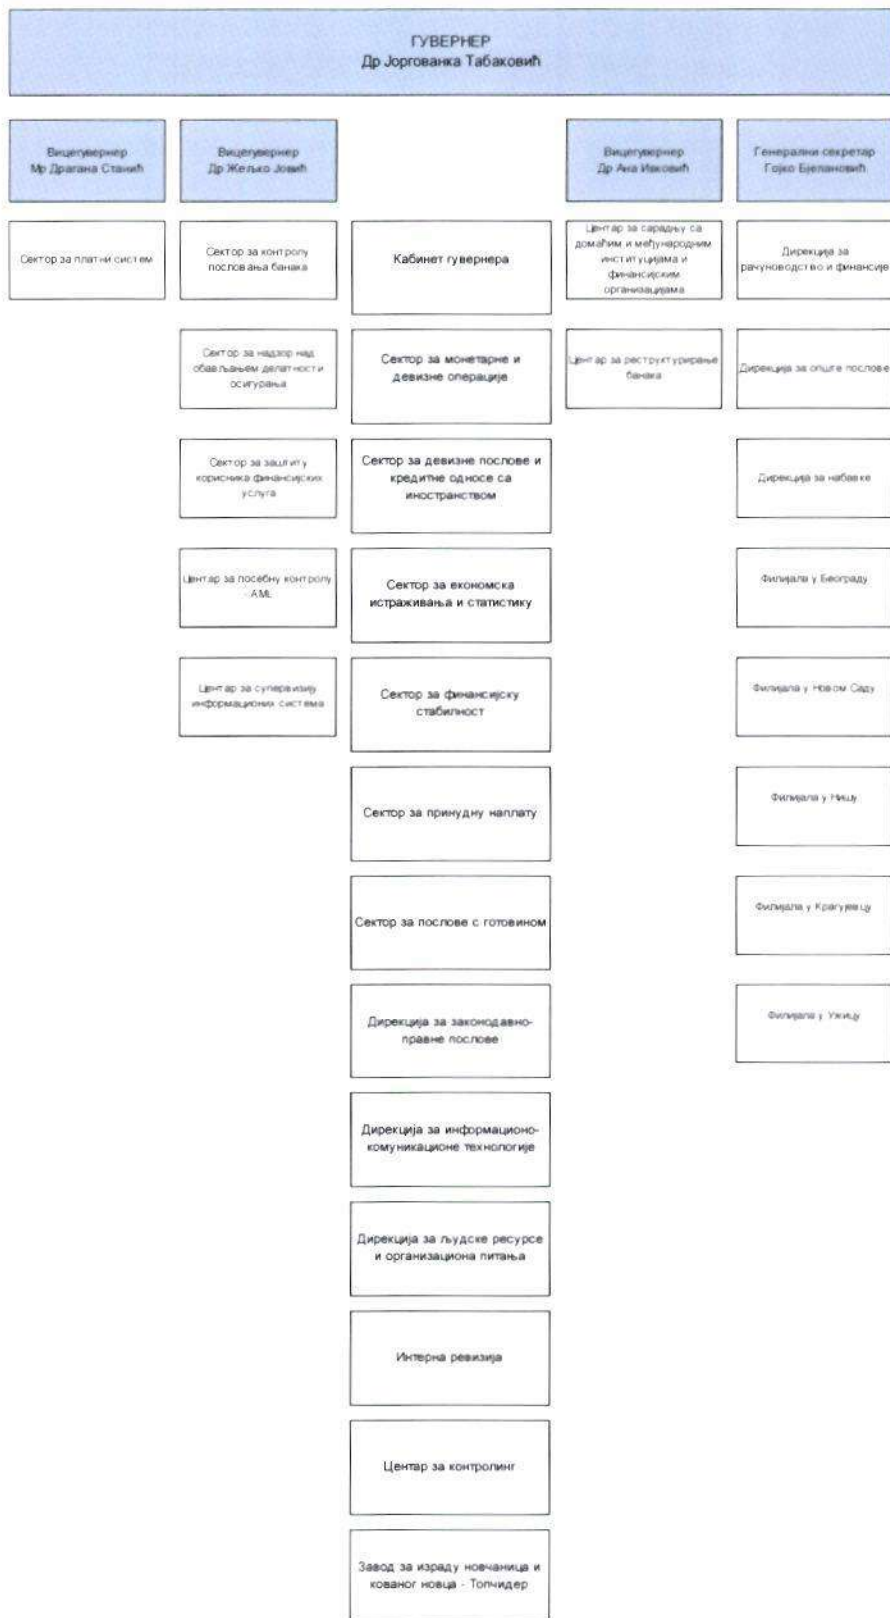 ГУВЕРНЕР
Др Јоргованка Табаковић
Вицегувернер
Мр Драгана Станић
Сектор за платни систем
Вицегувернер
Др Жељко Јовић
Сектор за контролу
пословања банака
Сектор за надзор над
обављањем делатности
осигурања
Сектор за заштиту
корисника финансијских
услуга
Центар за посебну контролу
- AML
Центар за супервизију
информационих система
Кабинет гувернера
Сектор за монетарне и
девизне операције
Сектор за девизне послове и
кредитне односе са
иностранством
Сектор за економска
истраживања и статистику
Сектор за финансијску
стабилност
Сектор за принудну наплату
Сектор за послове с готовином
Дирекција за законодавно-
правне послове
Дирекција за информационо-
комуникационе технологије
Дирекција за људске ресурсе
и организациона питања
Интерна ревизија
Центар за контролинг
Завод за израду новчаница и
кованог новца - Топчидер
Вицегувернер
Др Ана Ивковић
Центар за сарадњу са
домаћим и међународним
институцијама и
финансијским
организацијама
Центар за реструктурирање
банака
Генерални секретар
Гојко Бјелановић
Дирекција за
рачуноводство и финансије
Дирекција за опште послове
Дирекција за набавке
Филијала у Београду
Филијала у Новом Саду
Филијала у Нишу
Филијала у Крагујевцу
Филијала у Ужицу